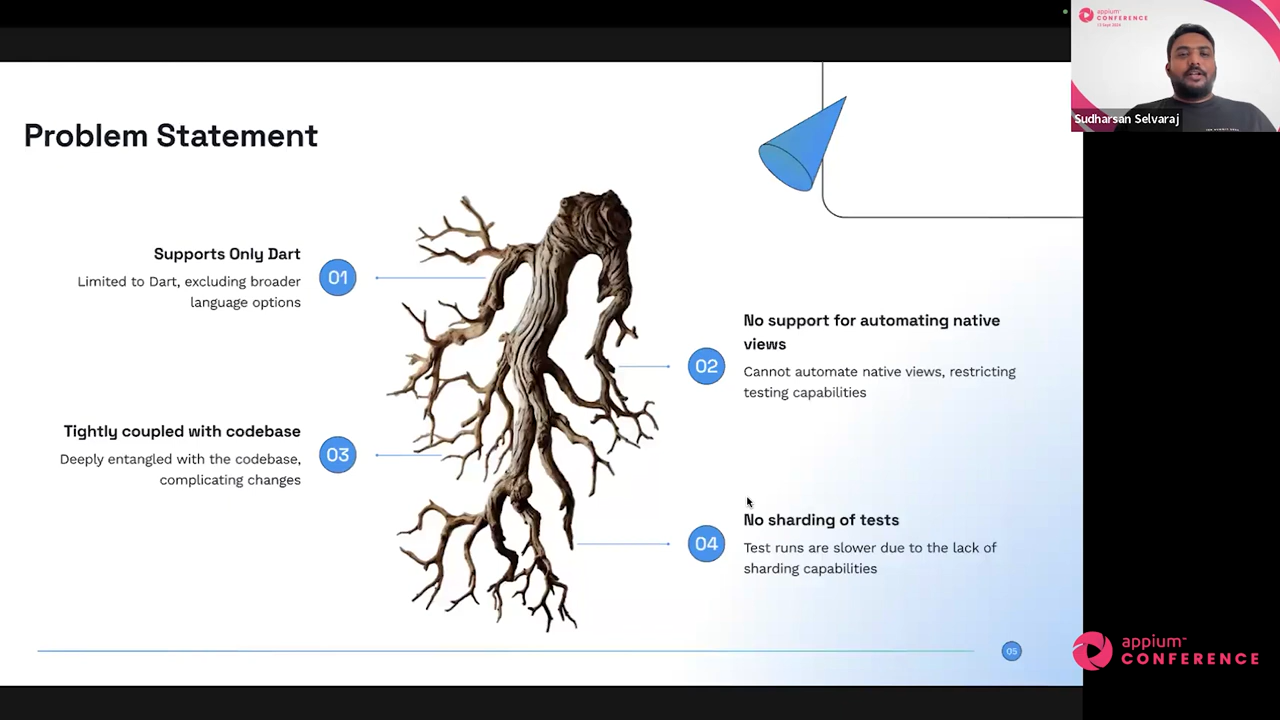 appium
CONFERENCE
Sudharsan Selvaraj
Problem Statement
Supports Only Dart
Limited to Dart, excluding broader
language options
01
No support for automating native
views
Cannot automate native views, restricting
testing capabilities
02
Tightly coupled with codebase
Deeply entangled with the codebase,
complicating changes
03
No sharding of tests
Test runs are slower due to the lack of
sharding capabilities
04
05
appium
CONFERENCE